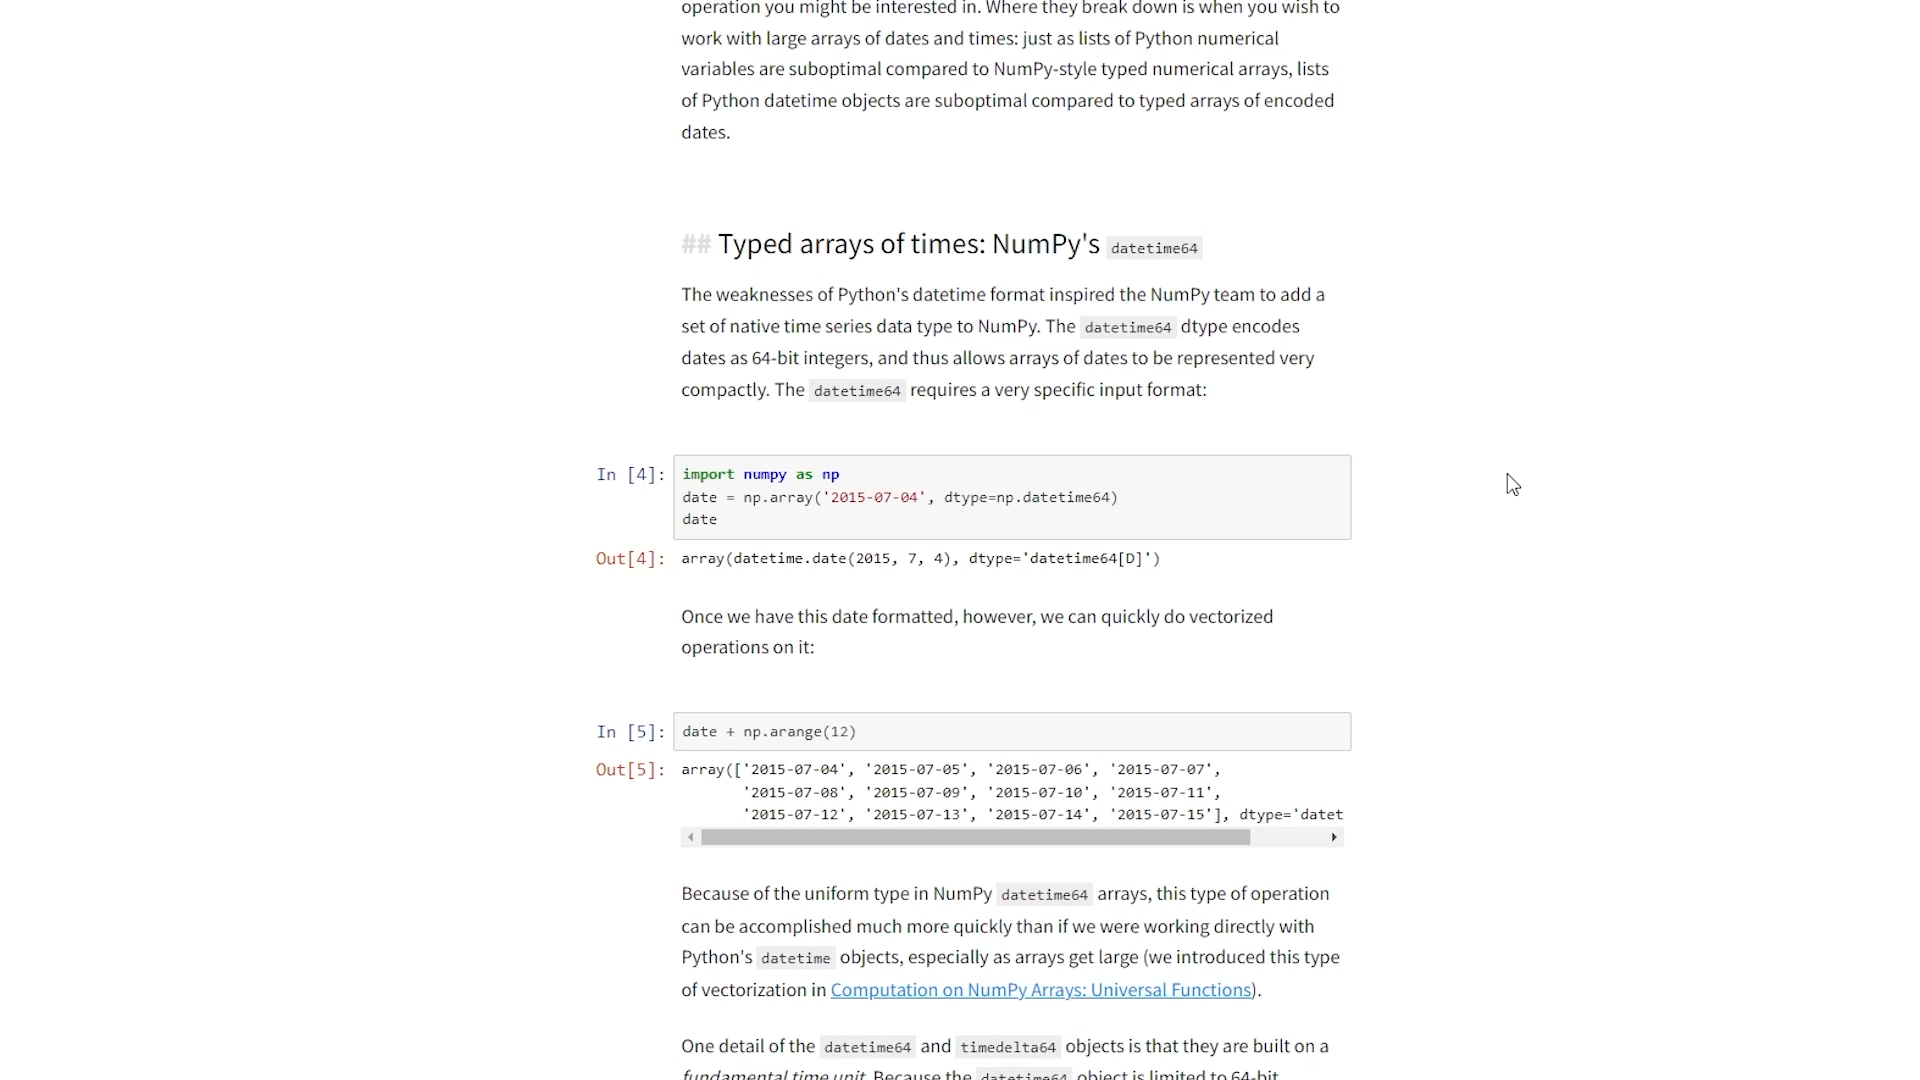 operation you might be interested in. Where they break down is when you wish to
work with large arrays of dates and times: just as lists of Python numerical
variables are suboptimal compared to NumPy-style typed numerical arrays, lists
of Python datetime objects are suboptimal compared to typed arrays of encoded
dates.
## Typed arrays of times: NumPy's datetime64
The weaknesses of Python's datetime format inspired the NumPy team to add a
set of native time series data type to NumPy. The datetime64 dtype encodes
dates as 64-bit integers, and thus allows arrays of dates to be represented very
compactly. The datetime64 requires a very specific input format:
In [4]: import numpy as np
date = np.array('2015-07-04', dtype=np.datetime64)
date
Out[4]: array(datetime.date(2015, 7, 4), dtype='datetime64[D]')
Once we have this date formatted, however, we can quickly do vectorized
operations on it:
In [5]: date + np.arange(12)
Out[5]: array(['2015-07-04', '2015-07-05', '2015-07-06', '2015-07-07',
'2015-07-08', '2015-07-09', '2015-07-10', '2015-07-11',
'2015-07-12', '2015-07-13', '2015-07-14', '2015-07-15'], dtype='datet
Because of the uniform type in NumPy datetime64 arrays, this type of operation
can be accomplished much more quickly than if we were working directly with
Python's datetime objects, especially as arrays get large (we introduced this type
of vectorization in Computation on NumPy Arrays: Universal Functions).
One detail of the datetime64 and timedelta64 objects is that they are built on a
fundamental time unit. Because the datetime64 object is limited to 64-bit